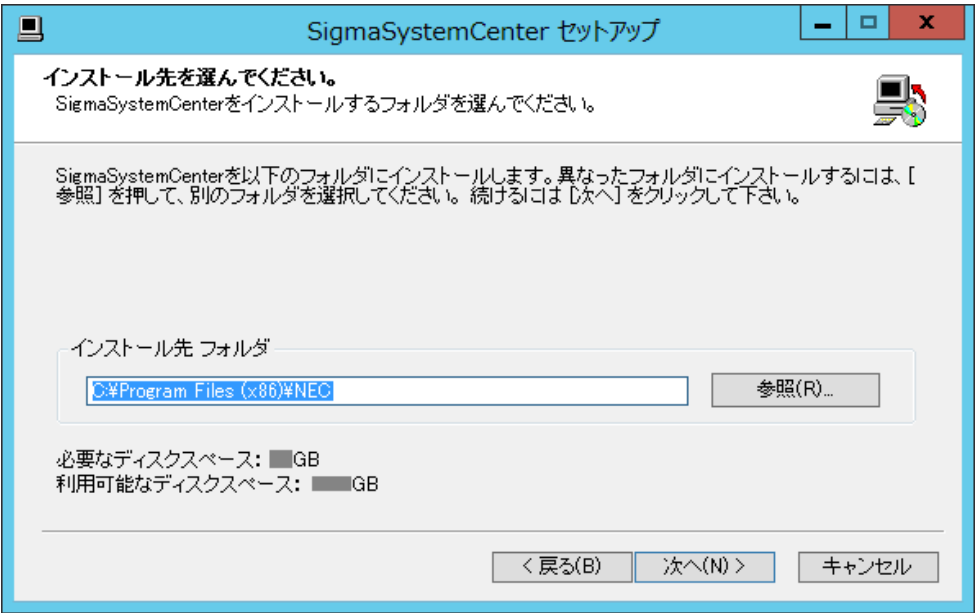 SigmaSystemCenter セットアップ
インストール先を選んでください。
SigmaSystemCenterをインストールするフォルダを選んでください。
SigmaSystemCenterを以下のフォルダにインストールします。異なったフォルダにインストールするには、[
参照] を押して、別のフォルダを選択してください。 続けるには [次へ] をクリックして下さい。
インストール先 フォルダ
C:¥Program Files (x86)¥NEC
参照(R)...
必要なディスクスペース: GB
利用可能なディスクスペース: GB
< 戻る(B)
次へ(N) >
キャンセル